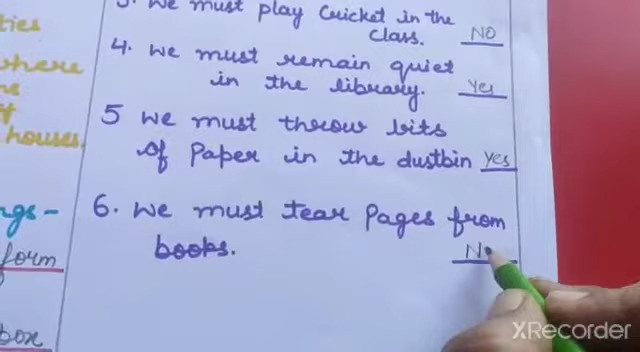 ties
where
houses.
ngs-
form
box
3. we must play Cricket in the
class. NO
4. we must remain quiet
in the library. Yes
5 we must throw bits
of Paper in the dustbin yes
6. we must tear Pages from
books. No
XRecorder